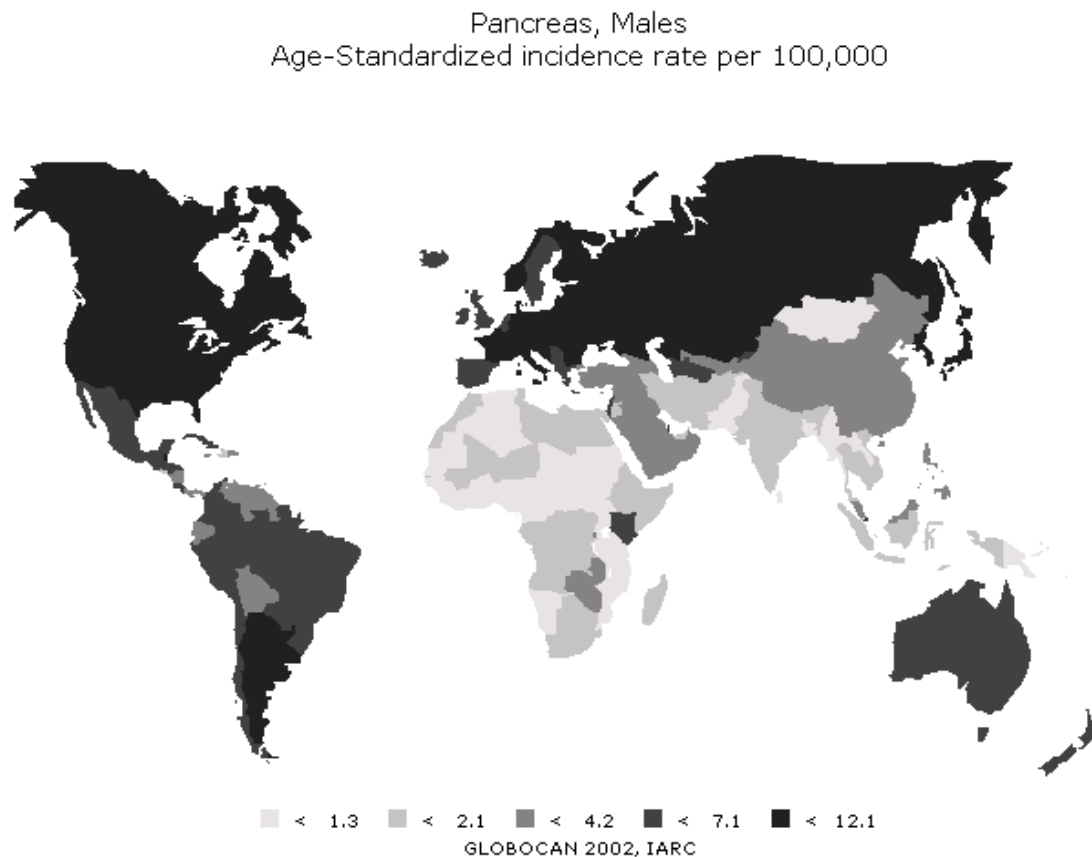 Pancreas, Males
Age-Standardized incidence rate per 100,000
< 1.3 < 2.1 < 4.2 < 7.1 < 12.1
GLOBOCAN 2002, IARC